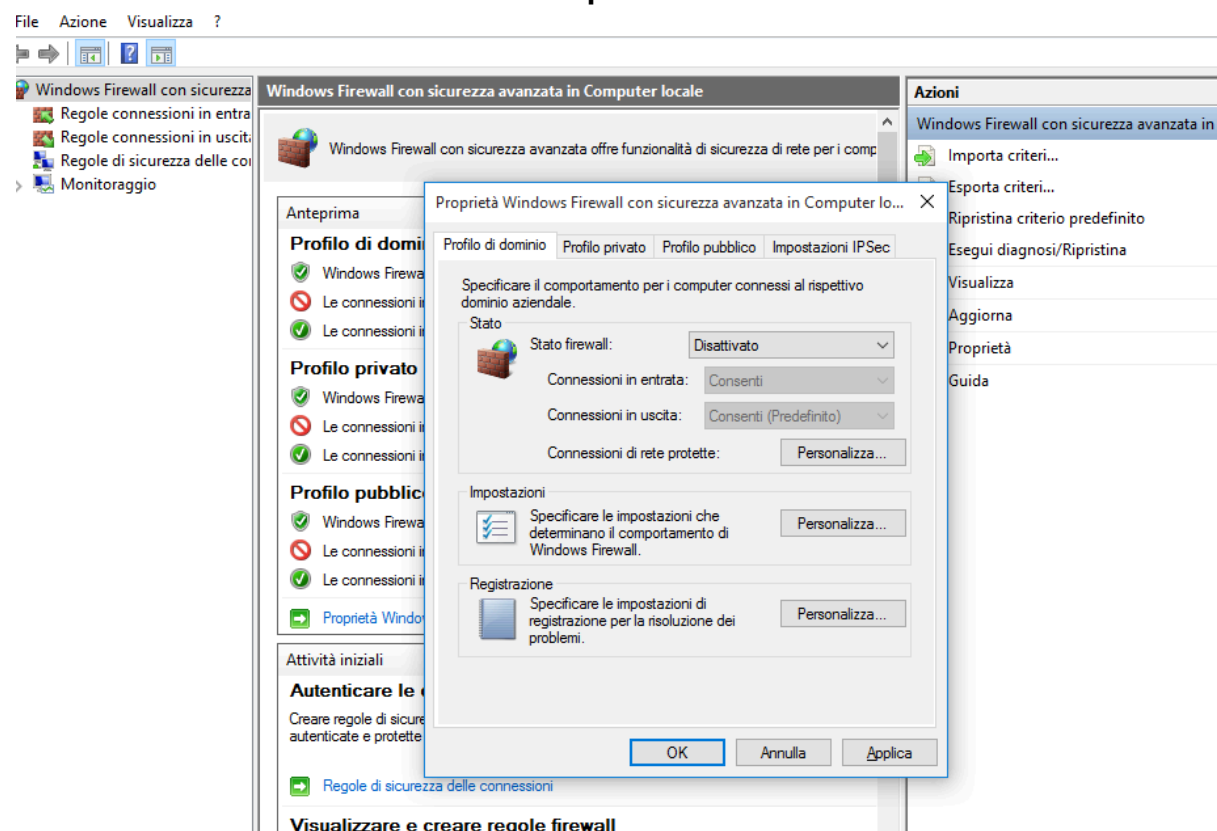 File Azione Visualizza ?
Windows Firewall con sicurezza
Regole connessioni in entra
Regole connessioni in uscita
Regole di sicurezza delle con
Monitoraggio
Windows Firewall con sicurezza avanzata in Computer locale
Windows Firewall con sicurezza avanzata offre funzionalità di sicurezza di rete per i comp
Anteprima
Profilo di domi
Windows Firewa
Le connessioni i
Le connessioni i
Profilo privato
Windows Firewa
Le connessioni i
Le connessioni i
Profilo pubblico
Windows Firewa
Le connessioni i
Le connessioni i
Proprietà Windo
Attività iniziali
Autenticare le
Creare regole di sicure
autenticate e protette
Regole di sicurezza delle connessioni
Visualizzare e creare regole firewall
Proprietà Windows Firewall con sicurezza avanzata in Computer lo...
Profilo di dominio Profilo privato Profilo pubblico Impostazioni IPSec
Specificare il comportamento per i computer connessi al rispettivo
dominio aziendale.
Stato
Stato firewall: Disattivato
Connessioni in entrata: Consenti
Connessioni in uscita: Consenti (Predefinito)
Connessioni di rete protette: Personalizza...
Impostazioni
Specificare le impostazioni che
determinano il comportamento di
Windows Firewall.
Personalizza...
Registrazione
Specificare le impostazioni di
registrazione per la risoluzione dei
problemi.
Personalizza...
OK Annulla Applica
Azioni
Windows Firewall con sicurezza avanzata in
Importa criteri...
Esporta criteri...
Ripristina criterio predefinito
Esegui diagnosi/Ripristina
Visualizza
Aggiorna
Proprietà
Guida